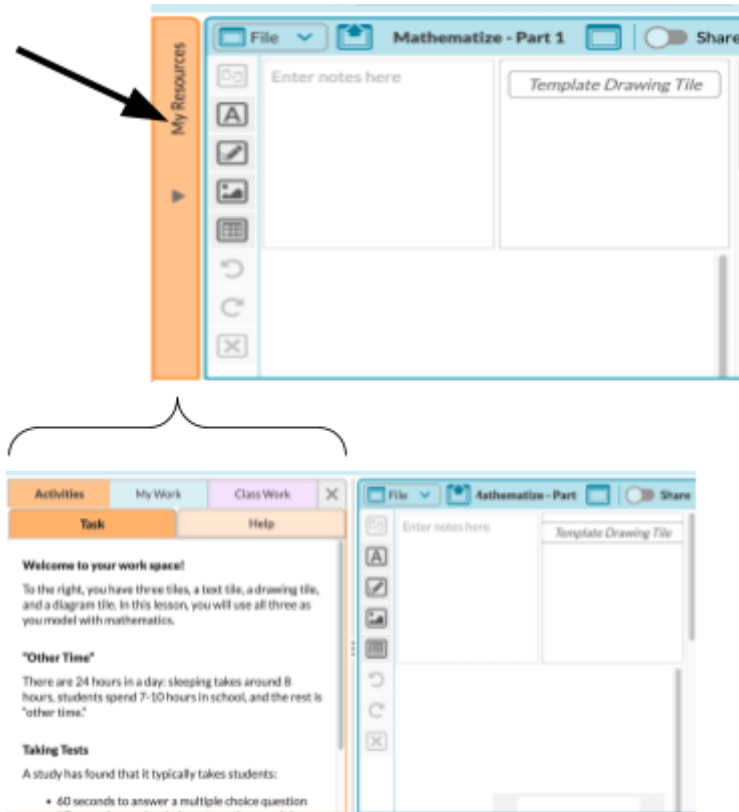 File
Mathematize - Part 1
Share
My Resources
Enter notes here
Template Drawing Tile
A
Activities
My Work
Class Work
Task
Help
Welcome to your work space!
To the right, you have three tiles, a text tile, a drawing tile,
and a diagram tile. In this lesson, you will use all three as
you model with mathematics.
"Other Time"
There are 24 hours in a day: sleeping takes around 8
hours, students spend 7-10 hours in school, and the rest is
"other time."
Taking Tests
A study has found that it typically takes students:
• 60 seconds to answer a multiple choice question
File
Mathematize - Part
Share
Enter notes here
Template Drawing Tile
A